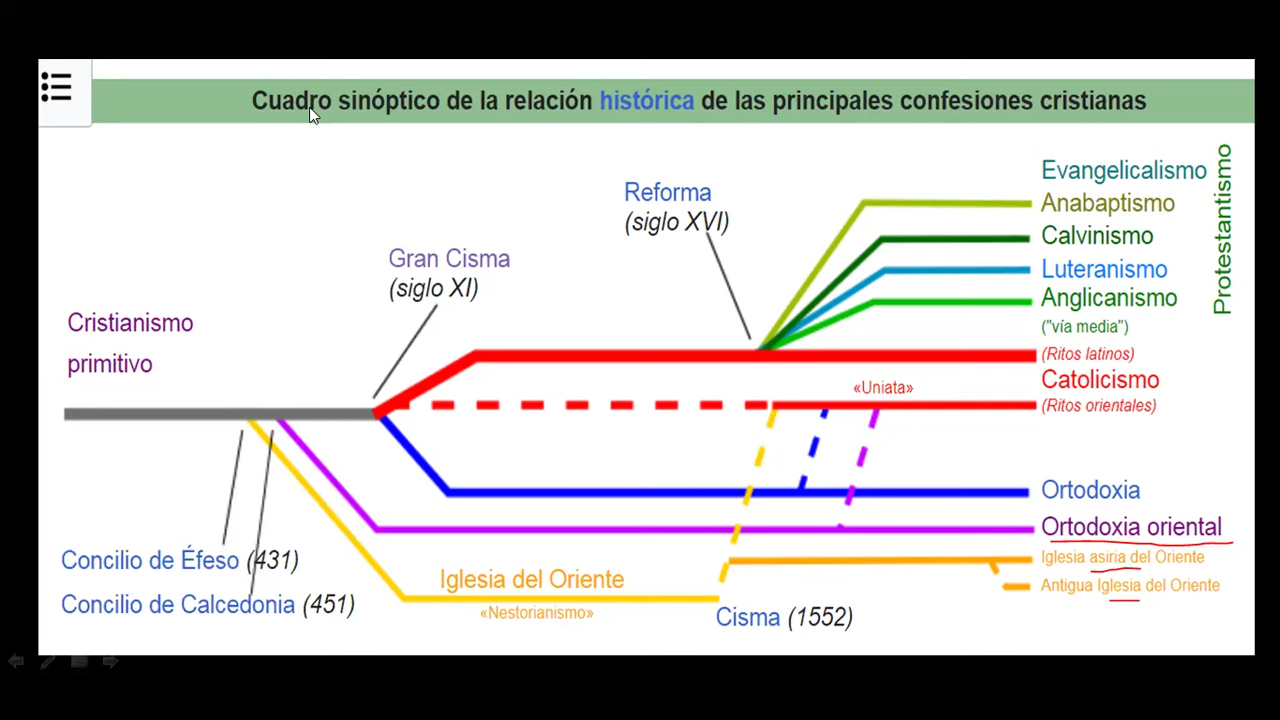 Cuadro sinóptico de la relación histórica de las principales confesiones cristianas
Evangelicalismo
Anabaptismo
Calvinismo
Luteranismo
Anglicanismo
("vía media")
Protestantismo
Reforma
(siglo XVI)
Gran Cisma
(siglo XI)
Cristianismo
primitivo
(Ritos latinos)
Catolicismo
(Ritos orientales)
«Uniata»
Ortodoxia
Ortodoxia oriental
Iglesia asiria del Oriente
Antigua Iglesia del Oriente
Concilio de Éfeso (431)
Concilio de Calcedonia (451)
Iglesia del Oriente
«Nestorianismo»
Cisma (1552)